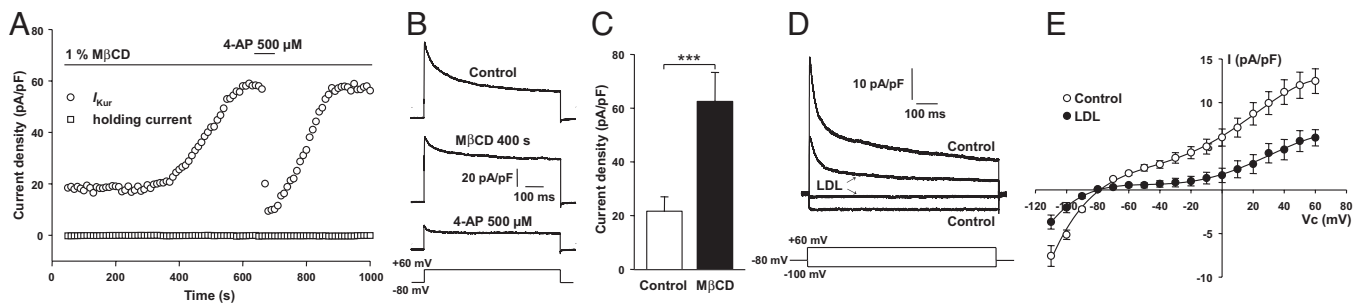 A
Current density (pA/pF)
80
60
40
20
0
1 % MβCD
4-AP 500 µM
IKur
holding current
0 200 400 600 800 1000
Time (s)
B
Control
MβCD 400 s
20 pA/pF
100 ms
4-AP 500 µM
+60 mV
-80 mV
C
Current density (pA/pF)
80
60
40
20
0
***
Control MβCD
D
10 pA/pF
100 ms
Control
LDL
Control
+60 mV
-80 mV
-100 mV
E
I (pA/pF)
15
10
5
-5
-10
Control
LDL
-120 -80 -60 -40 -20 0 20 40 60 80
Vc (mV)